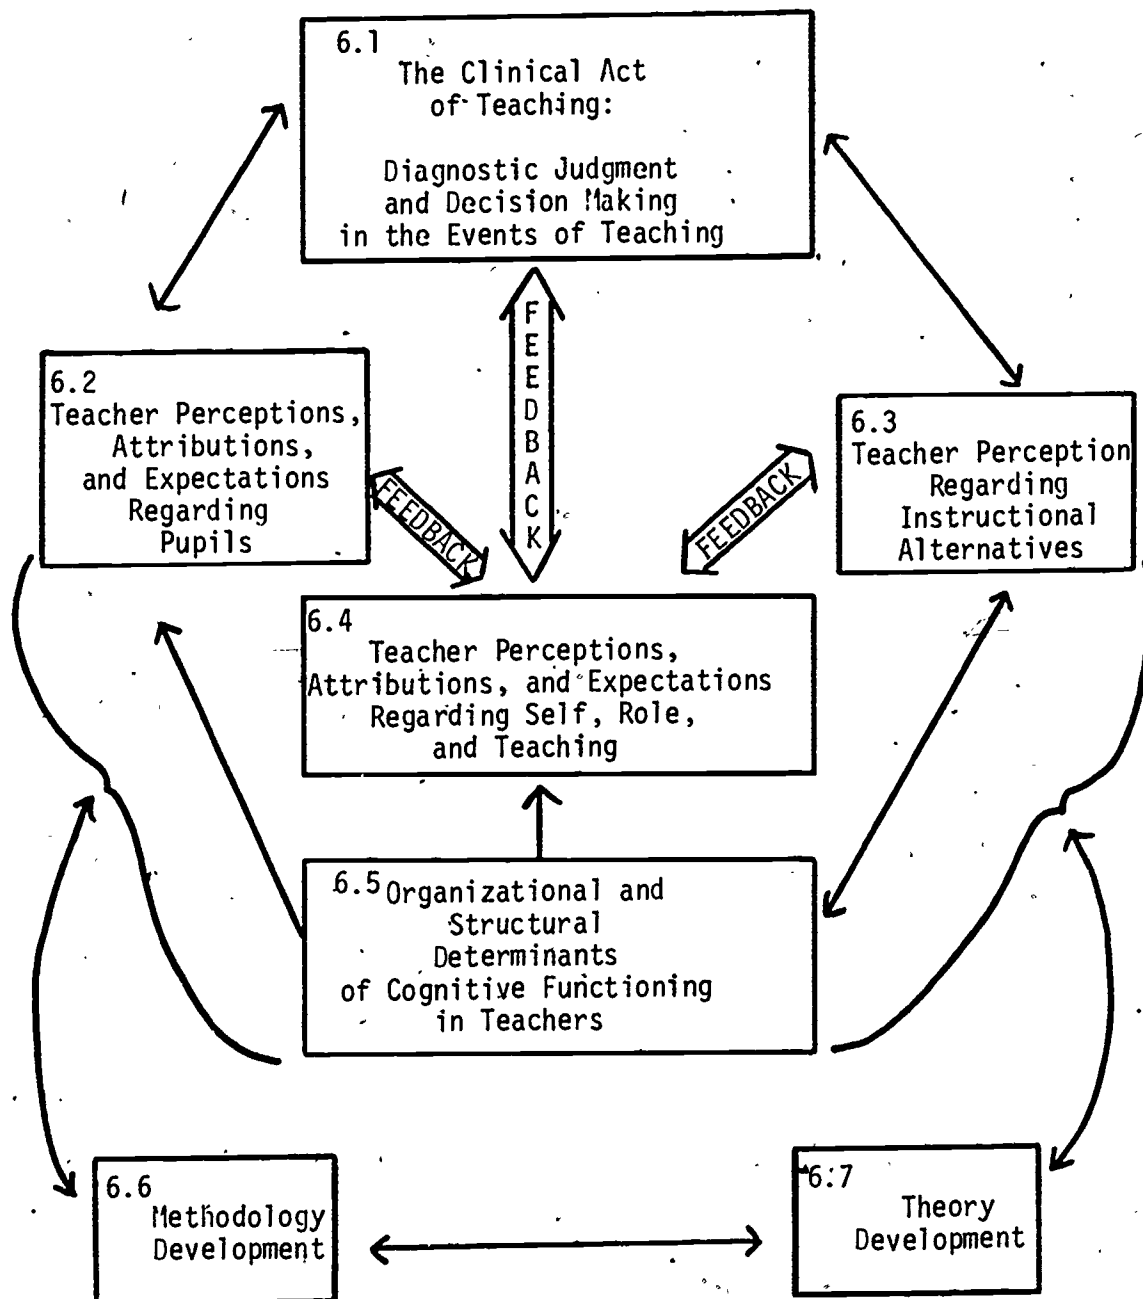 6.1
The Clinical Act
of Teaching:
Diagnostic Judgment
and Decision Making
in the Events of Teaching
FEEDBACK
6.2
Teacher Perceptions,
Attributions,
and Expectations
Regarding
Pupils
FEEDBACK
FEEDBACK
6.3
Teacher Perception
Regarding
Instructional
Alternatives
6.4
Teacher Perceptions,
Attributions, and Expectations
Regarding Self, Role,
and Teaching
6.5 Organizational and
Structural
Determinants
of Cognitive Functioning
in Teachers
6.6
Methodology
Development
6.7
Theory
Development